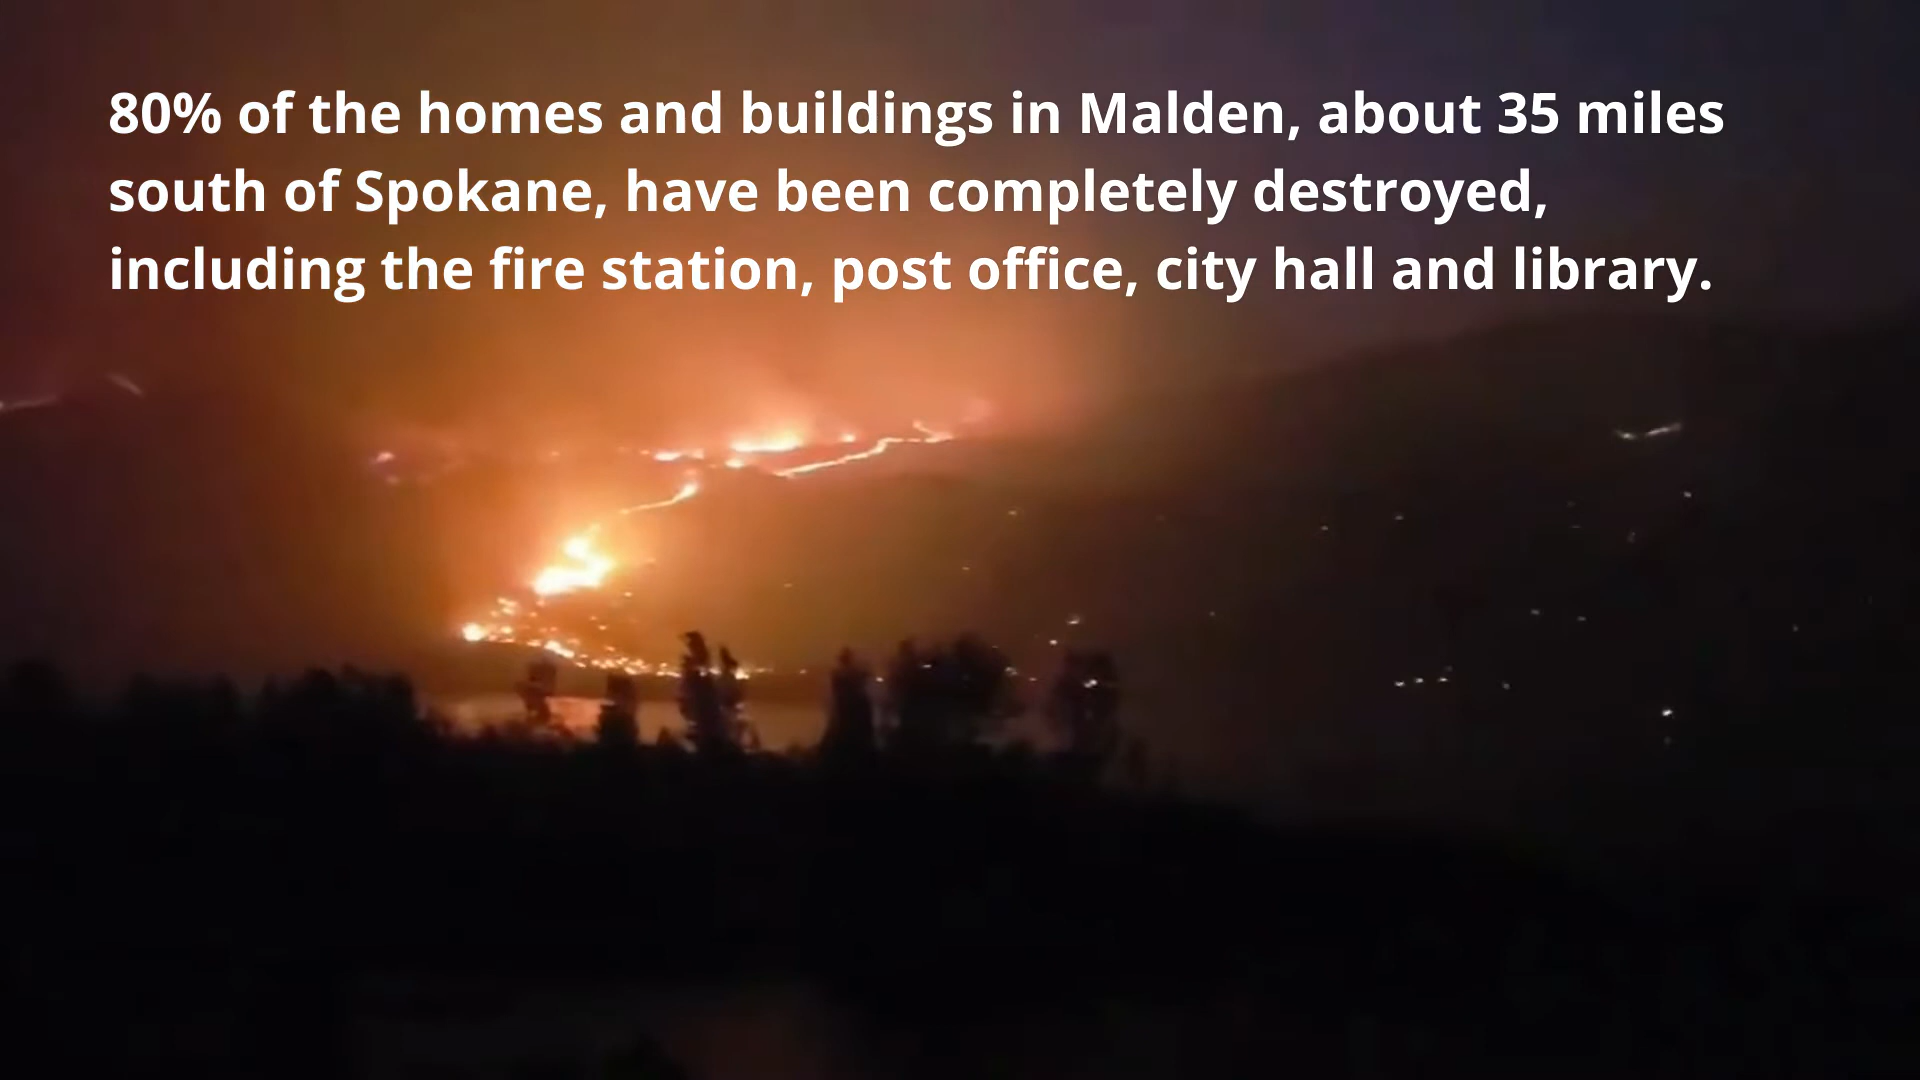 80% of the homes and buildings in Malden, about 35 miles
south of Spokane, have been completely destroyed,
including the fire station, post office, city hall and library.